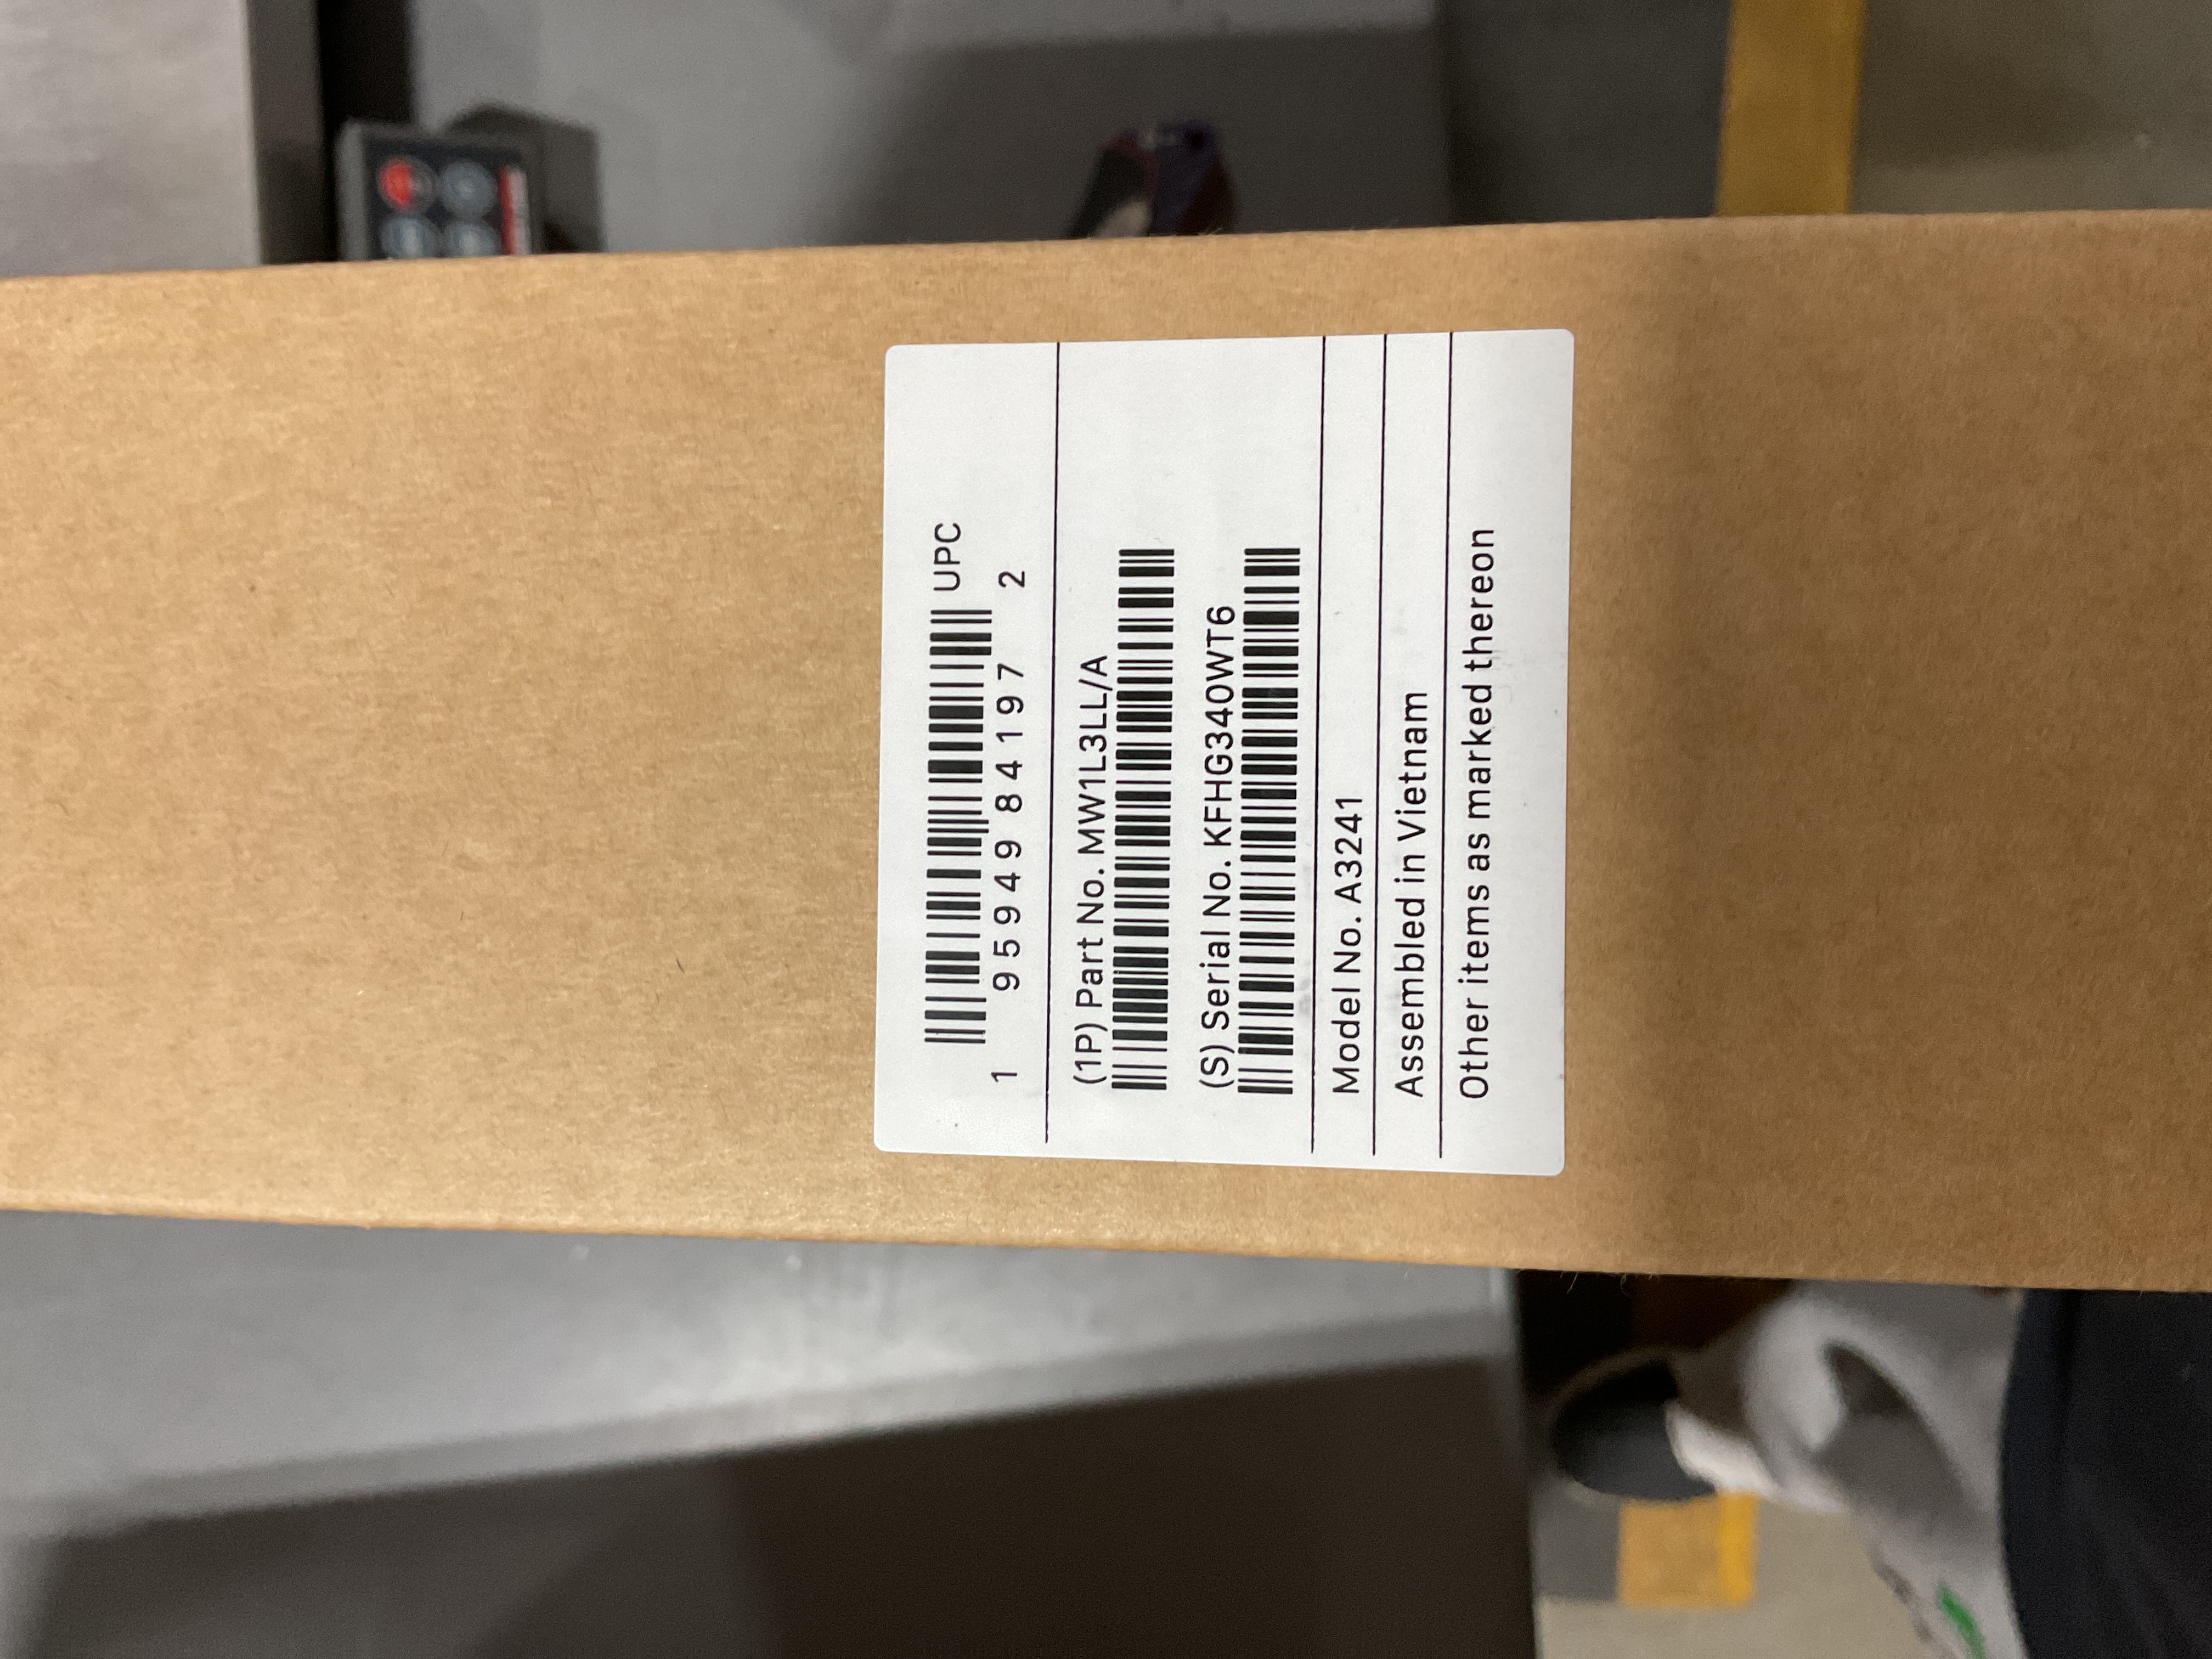 UPC
1 95949 84197 2
(1P) Part No. MW1L3LL/A
(S) Serial No. KFHG340WT6
Model No. A3241
Assembled in Vietnam
Other items as marked thereon